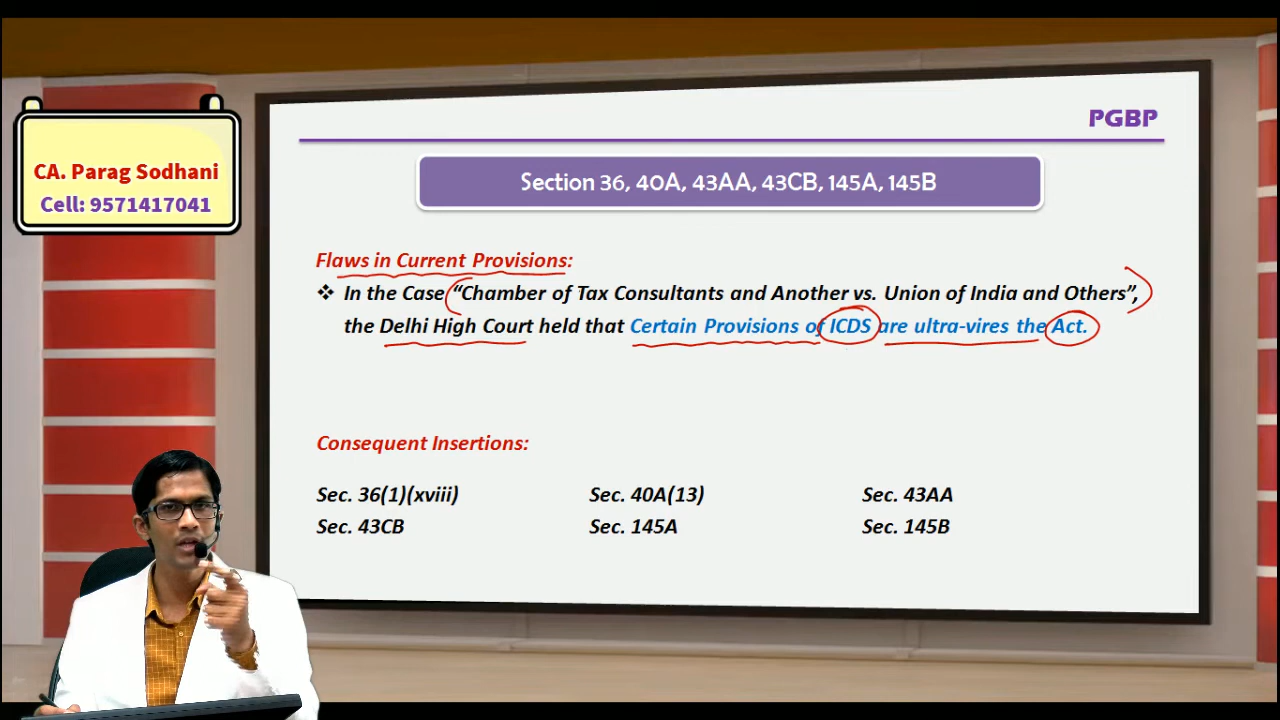 CA. Parag Sodhani
Cell: 9571417041
PGBP
Section 36, 40A, 43AA, 43CB, 145A, 145B
Flaws in Current Provisions:
❖ In the Case “Chamber of Tax Consultants and Another vs. Union of India and Others”,
the Delhi High Court held that Certain Provisions of ICDS are ultra-vires the Act.
Consequent Insertions:
Sec. 36(1)(xviii) Sec. 40A(13) Sec. 43AA
Sec. 43CB Sec. 145A Sec. 145B